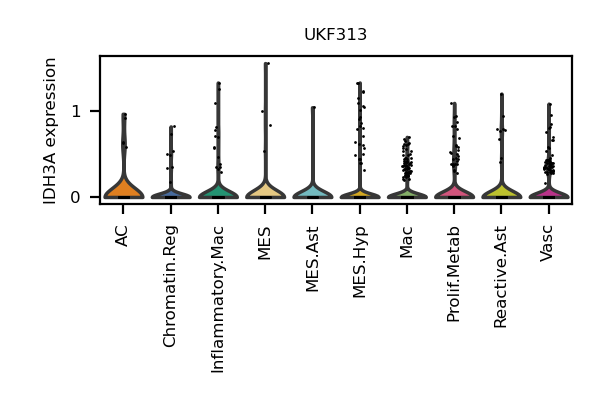 UKF313
IDH3A expression
1
0
AC
Chromatin.Reg
Inflammatory.Mac
MES
MES.Ast
MES.Hyp
Mac
Prolif.Metab
Reactive.Ast
Vasc